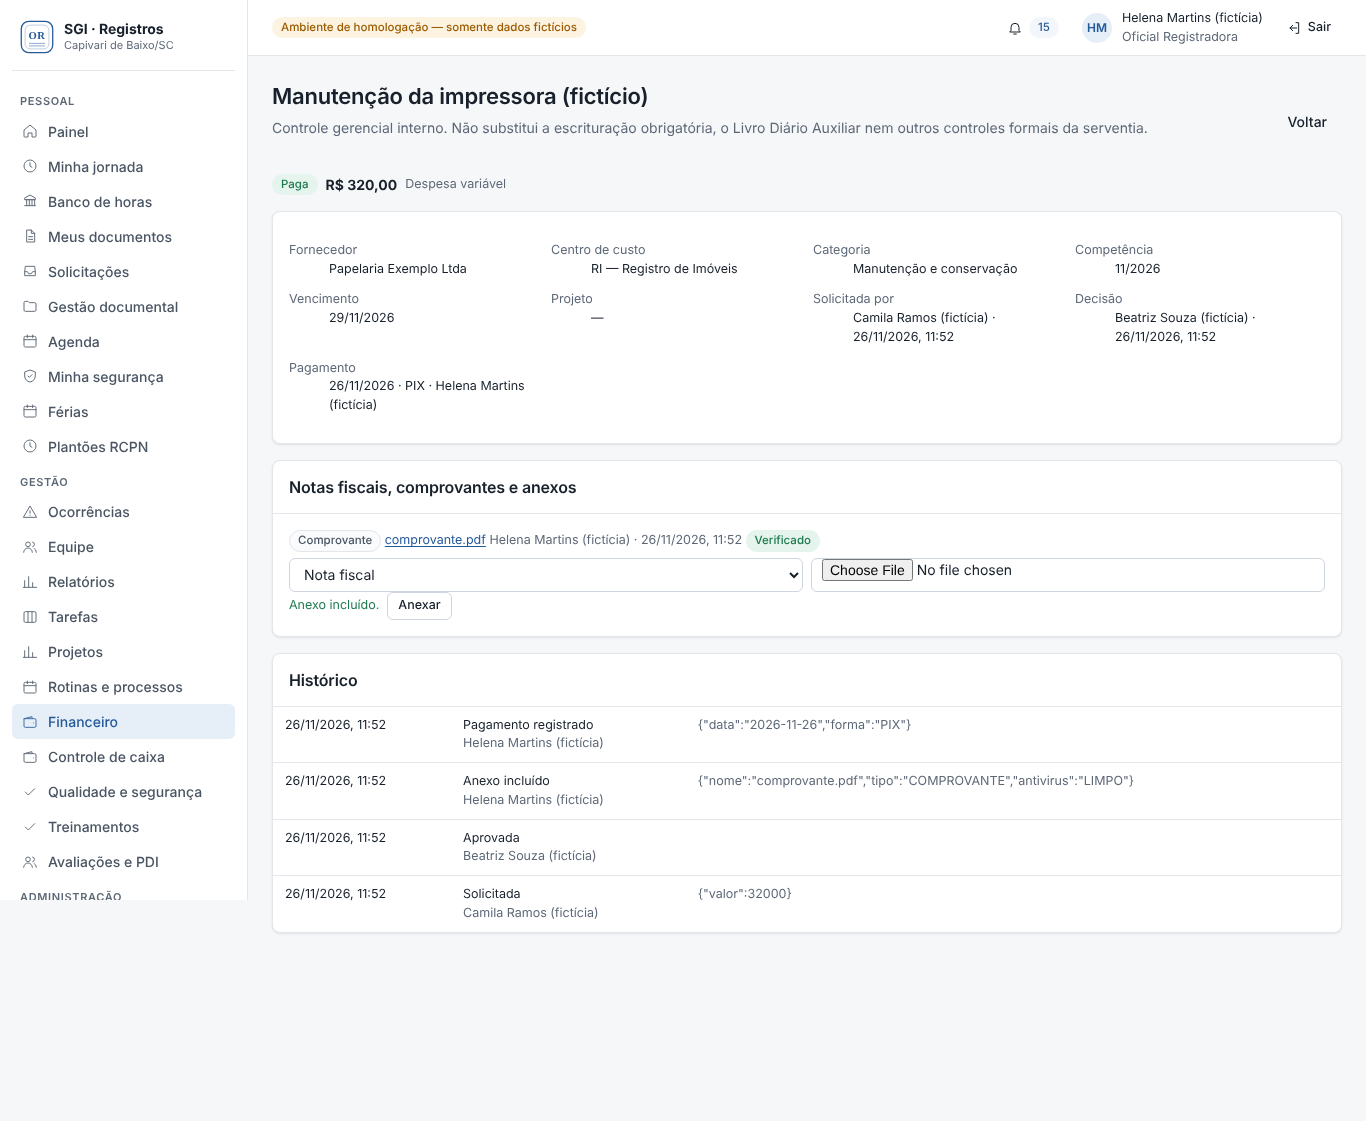 OR
SGI · Registros
Capivari de Baixo/SC
PESSOAL
Painel
Minha jornada
Banco de horas
Meus documentos
Solicitações
Gestão documental
Agenda
Minha segurança
Férias
Plantões RCPN
GESTÃO
Ocorrências
Equipe
Relatórios
Tarefas
Projetos
Rotinas e processos
Financeiro
Controle de caixa
Qualidade e segurança
Treinamentos
Avaliações e PDI
ADMINISTRAÇÃO
Ambiente de homologação — somente dados fictícios
15
HM
Helena Martins (fictícia)
Oficial Registradora
Sair
Manutenção da impressora (fictício)
Controle gerencial interno. Não substitui a escrituração obrigatória, o Livro Diário Auxiliar nem outros controles formais da serventia.
Voltar
Paga R$ 320,00 Despesa variável
Fornecedor
Papelaria Exemplo Ltda
Centro de custo
RI — Registro de Imóveis
Categoria
Manutenção e conservação
Competência
11/2026
Vencimento
29/11/2026
Projeto
—
Solicitada por
Camila Ramos (fictícia) ·
26/11/2026, 11:52
Decisão
Beatriz Souza (fictícia) ·
26/11/2026, 11:52
Pagamento
26/11/2026 · PIX · Helena Martins
(fictícia)
Notas fiscais, comprovantes e anexos
Comprovante comprovante.pdf Helena Martins (fictícia) · 26/11/2026, 11:52 Verificado
Nota fiscal
Choose File No file chosen
Anexo incluído. Anexar
Histórico
26/11/2026, 11:52 Pagamento registrado {"data":"2026-11-26","forma":"PIX"}
Helena Martins (fictícia)
26/11/2026, 11:52 Anexo incluído {"nome":"comprovante.pdf","tipo":"COMPROVANTE","antivirus":"LIMPO"}
Helena Martins (fictícia)
26/11/2026, 11:52 Aprovada
Beatriz Souza (fictícia)
26/11/2026, 11:52 Solicitada {"valor":32000}
Camila Ramos (fictícia)